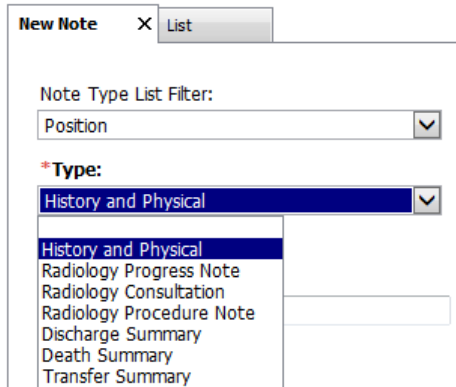 New Note X List
Note Type List Filter:
Position
*Type:
History and Physical
History and Physical
Radiology Progress Note
Radiology Consultation
Radiology Procedure Note
Discharge Summary
Death Summary
Transfer Summary